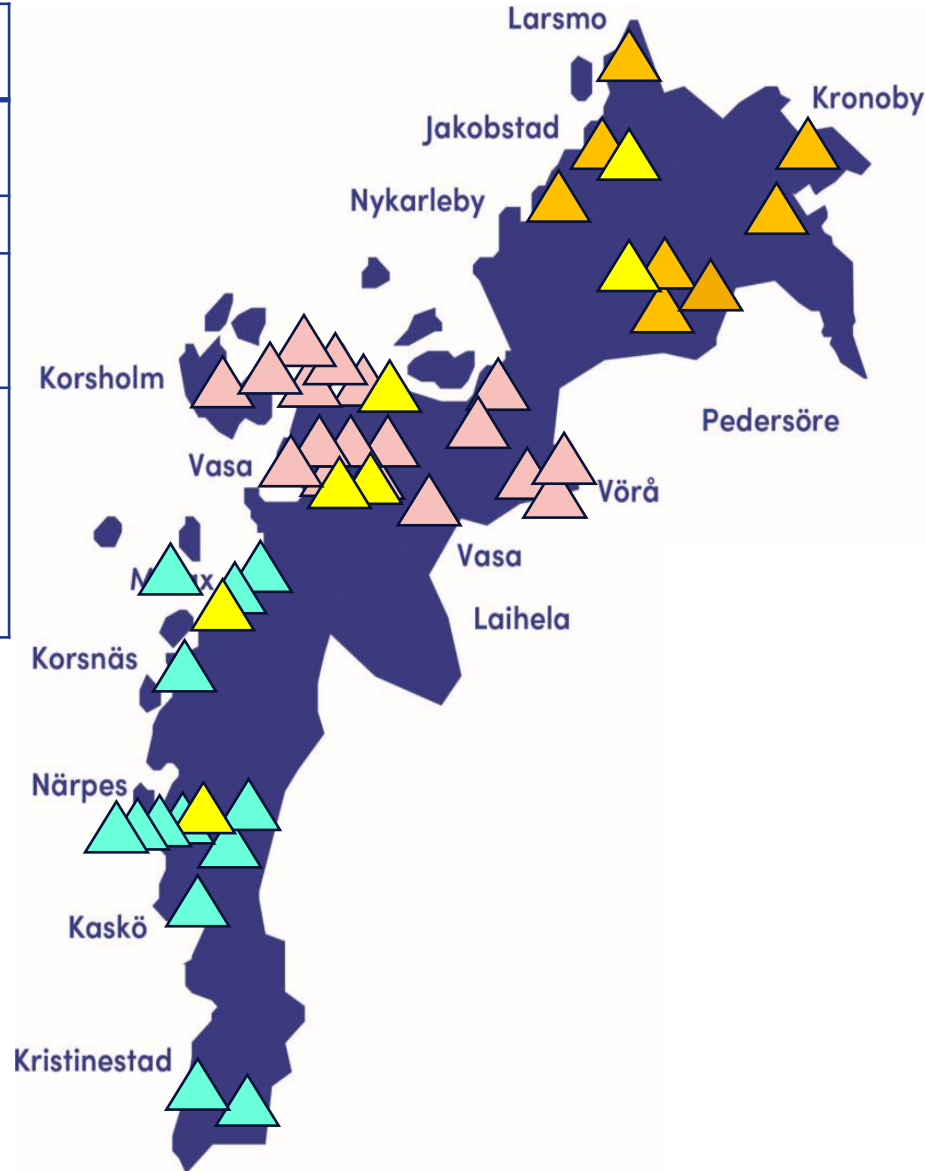 Larsmo
Kronoby
Jakobstad
Nykarleby
Korsholm
Pedersöre
Vasa
Vörå
Vasa
Laihela
Korsnäs
Närpes
Kaskö
Kristinestad